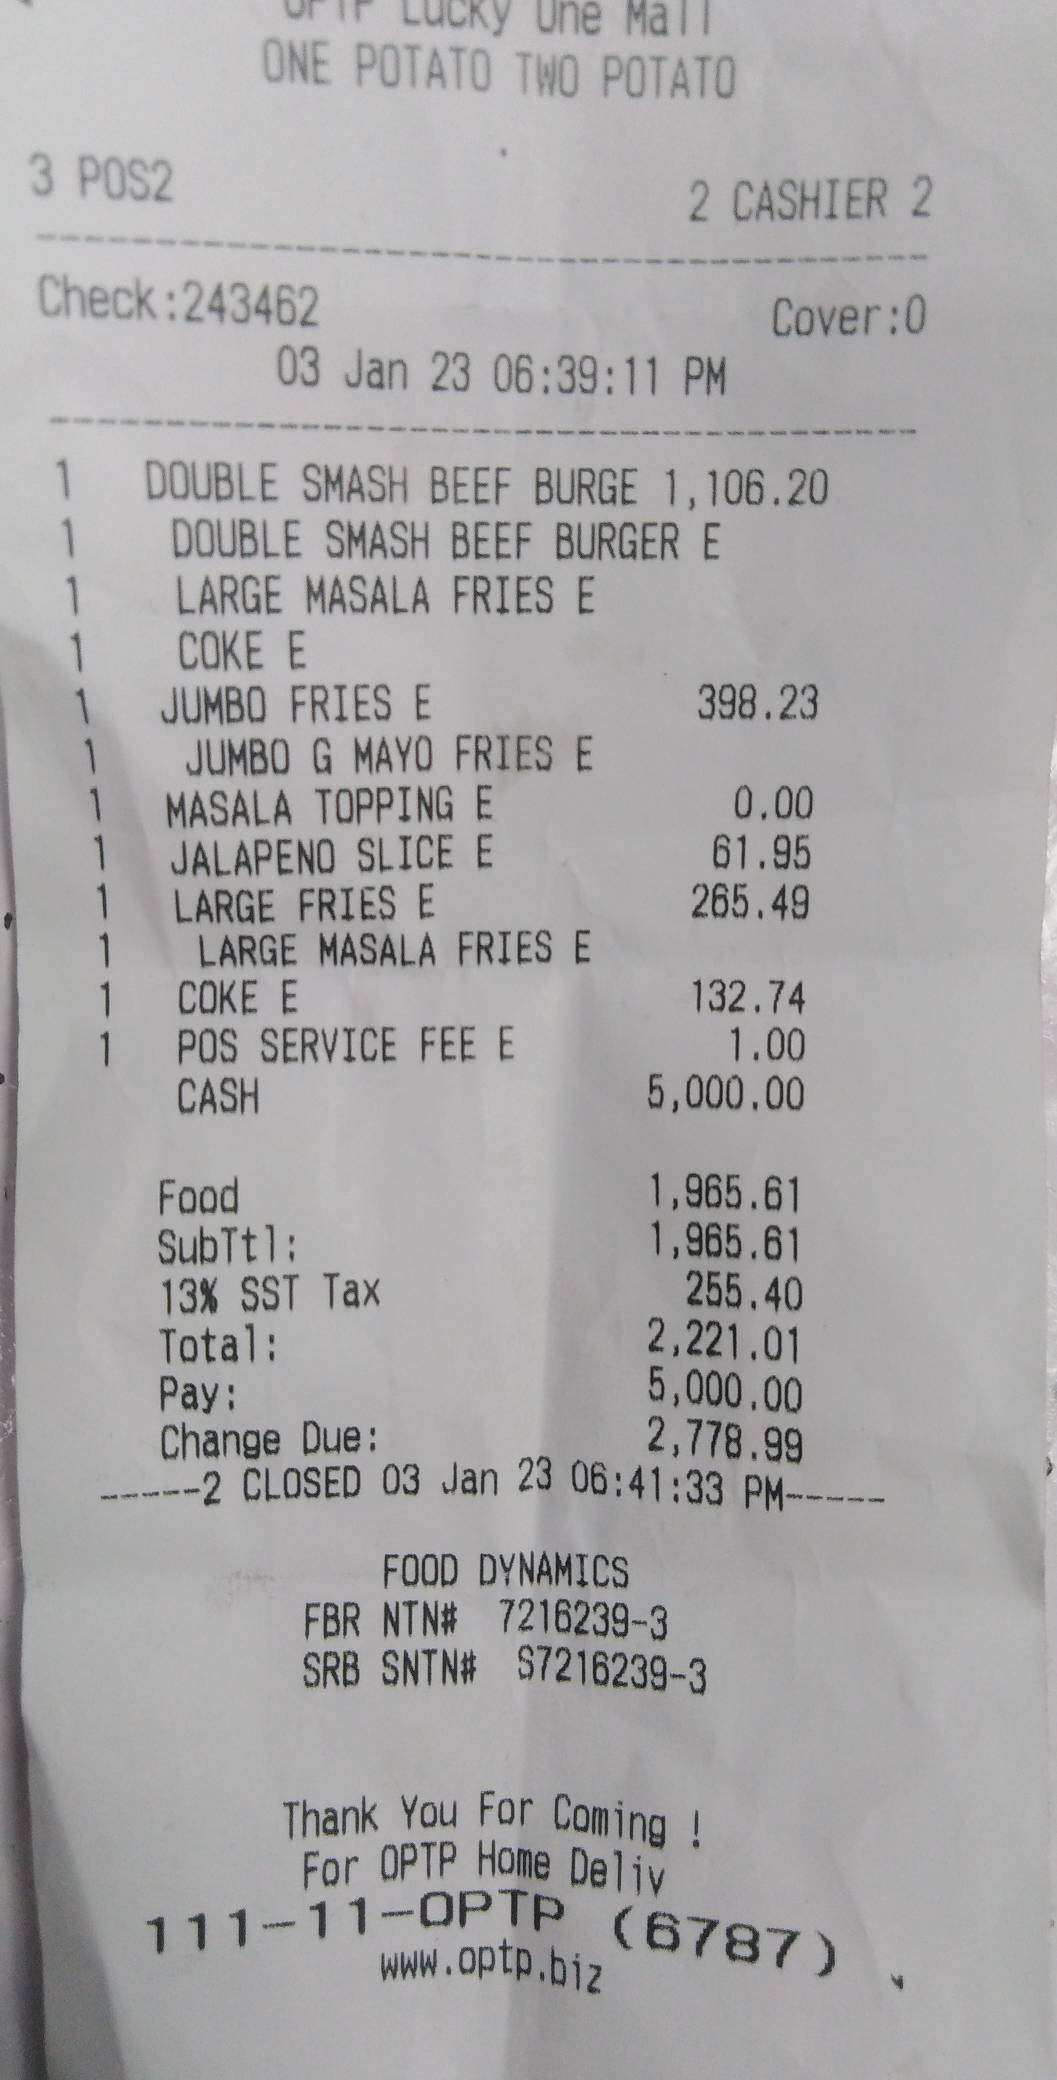 OPTP Lucky One Mall
ONE POTATO TWO POTATO
3 POS2 2 CASHIER 2
Check:243462 Cover:0
03 Jan 23 06:39:11 PM
1 DOUBLE SMASH BEEF BURGE 1,106.20
1 DOUBLE SMASH BEEF BURGER E
1 LARGE MASALA FRIES E
1 COKE E
1 JUMBO FRIES E 398.23
1 JUMBO G MAYO FRIES E
1 MASALA TOPPING E 0.00
1 JALAPENO SLICE E 61.95
1 LARGE FRIES E 265.49
1 LARGE MASALA FRIES E
1 COKE E 132.74
1 POS SERVICE FEE E 1.00
CASH 5,000.00
Food 1,965.61
SubTtl: 1,965.61
13% SST Tax 255.40
Total: 2,221.01
Pay: 5,000.00
Change Due: 2,778.99
-----2 CLOSED 03 Jan 23 06:41:33 PM-----
FOOD DYNAMICS
FBR NTN# 7216239-3
SRB SNTN# S7216239-3
Thank You For Coming !
For OPTP Home Deliv
111-11-OPTP (6787)
www.optp.biz